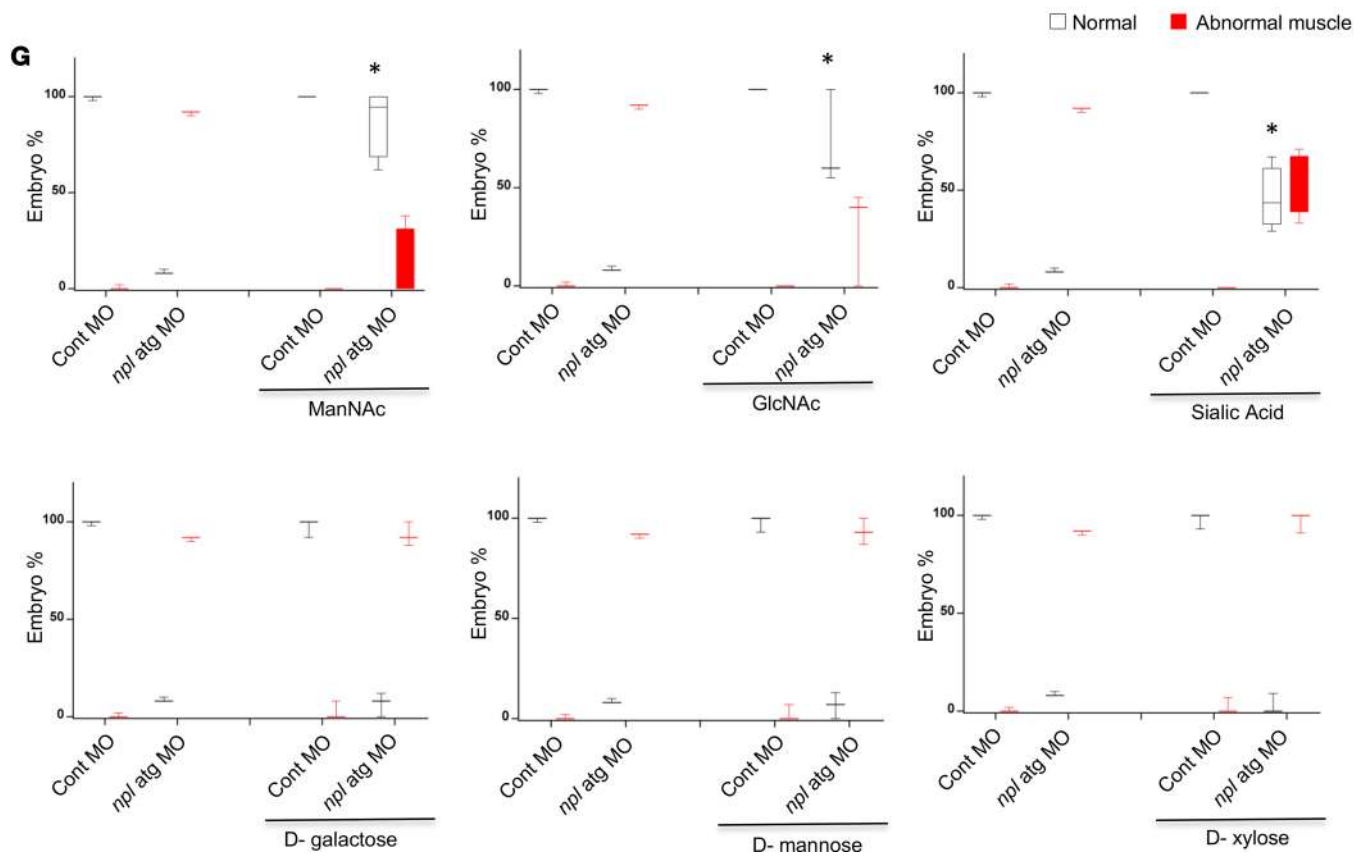 Normal Abnormal muscle
G
*
100
50
0
Embryo %
Cont MO
npl atg MO
Cont MO
npl atg MO
ManNAc
*
100
50
0
Embryo %
Cont MO
npl atg MO
Cont MO
npl atg MO
GlcNAc
*
100
50
0
Embryo %
Cont MO
npl atg MO
Cont MO
npl atg MO
Sialic Acid
100
50
0
Embryo %
Cont MO
npl atg MO
Cont MO
npl atg MO
D- galactose
100
50
0
Embryo %
Cont MO
npl atg MO
Cont MO
npl atg MO
D- mannose
100
50
0
Embryo %
Cont MO
npl atg MO
Cont MO
npl atg MO
D- xylose